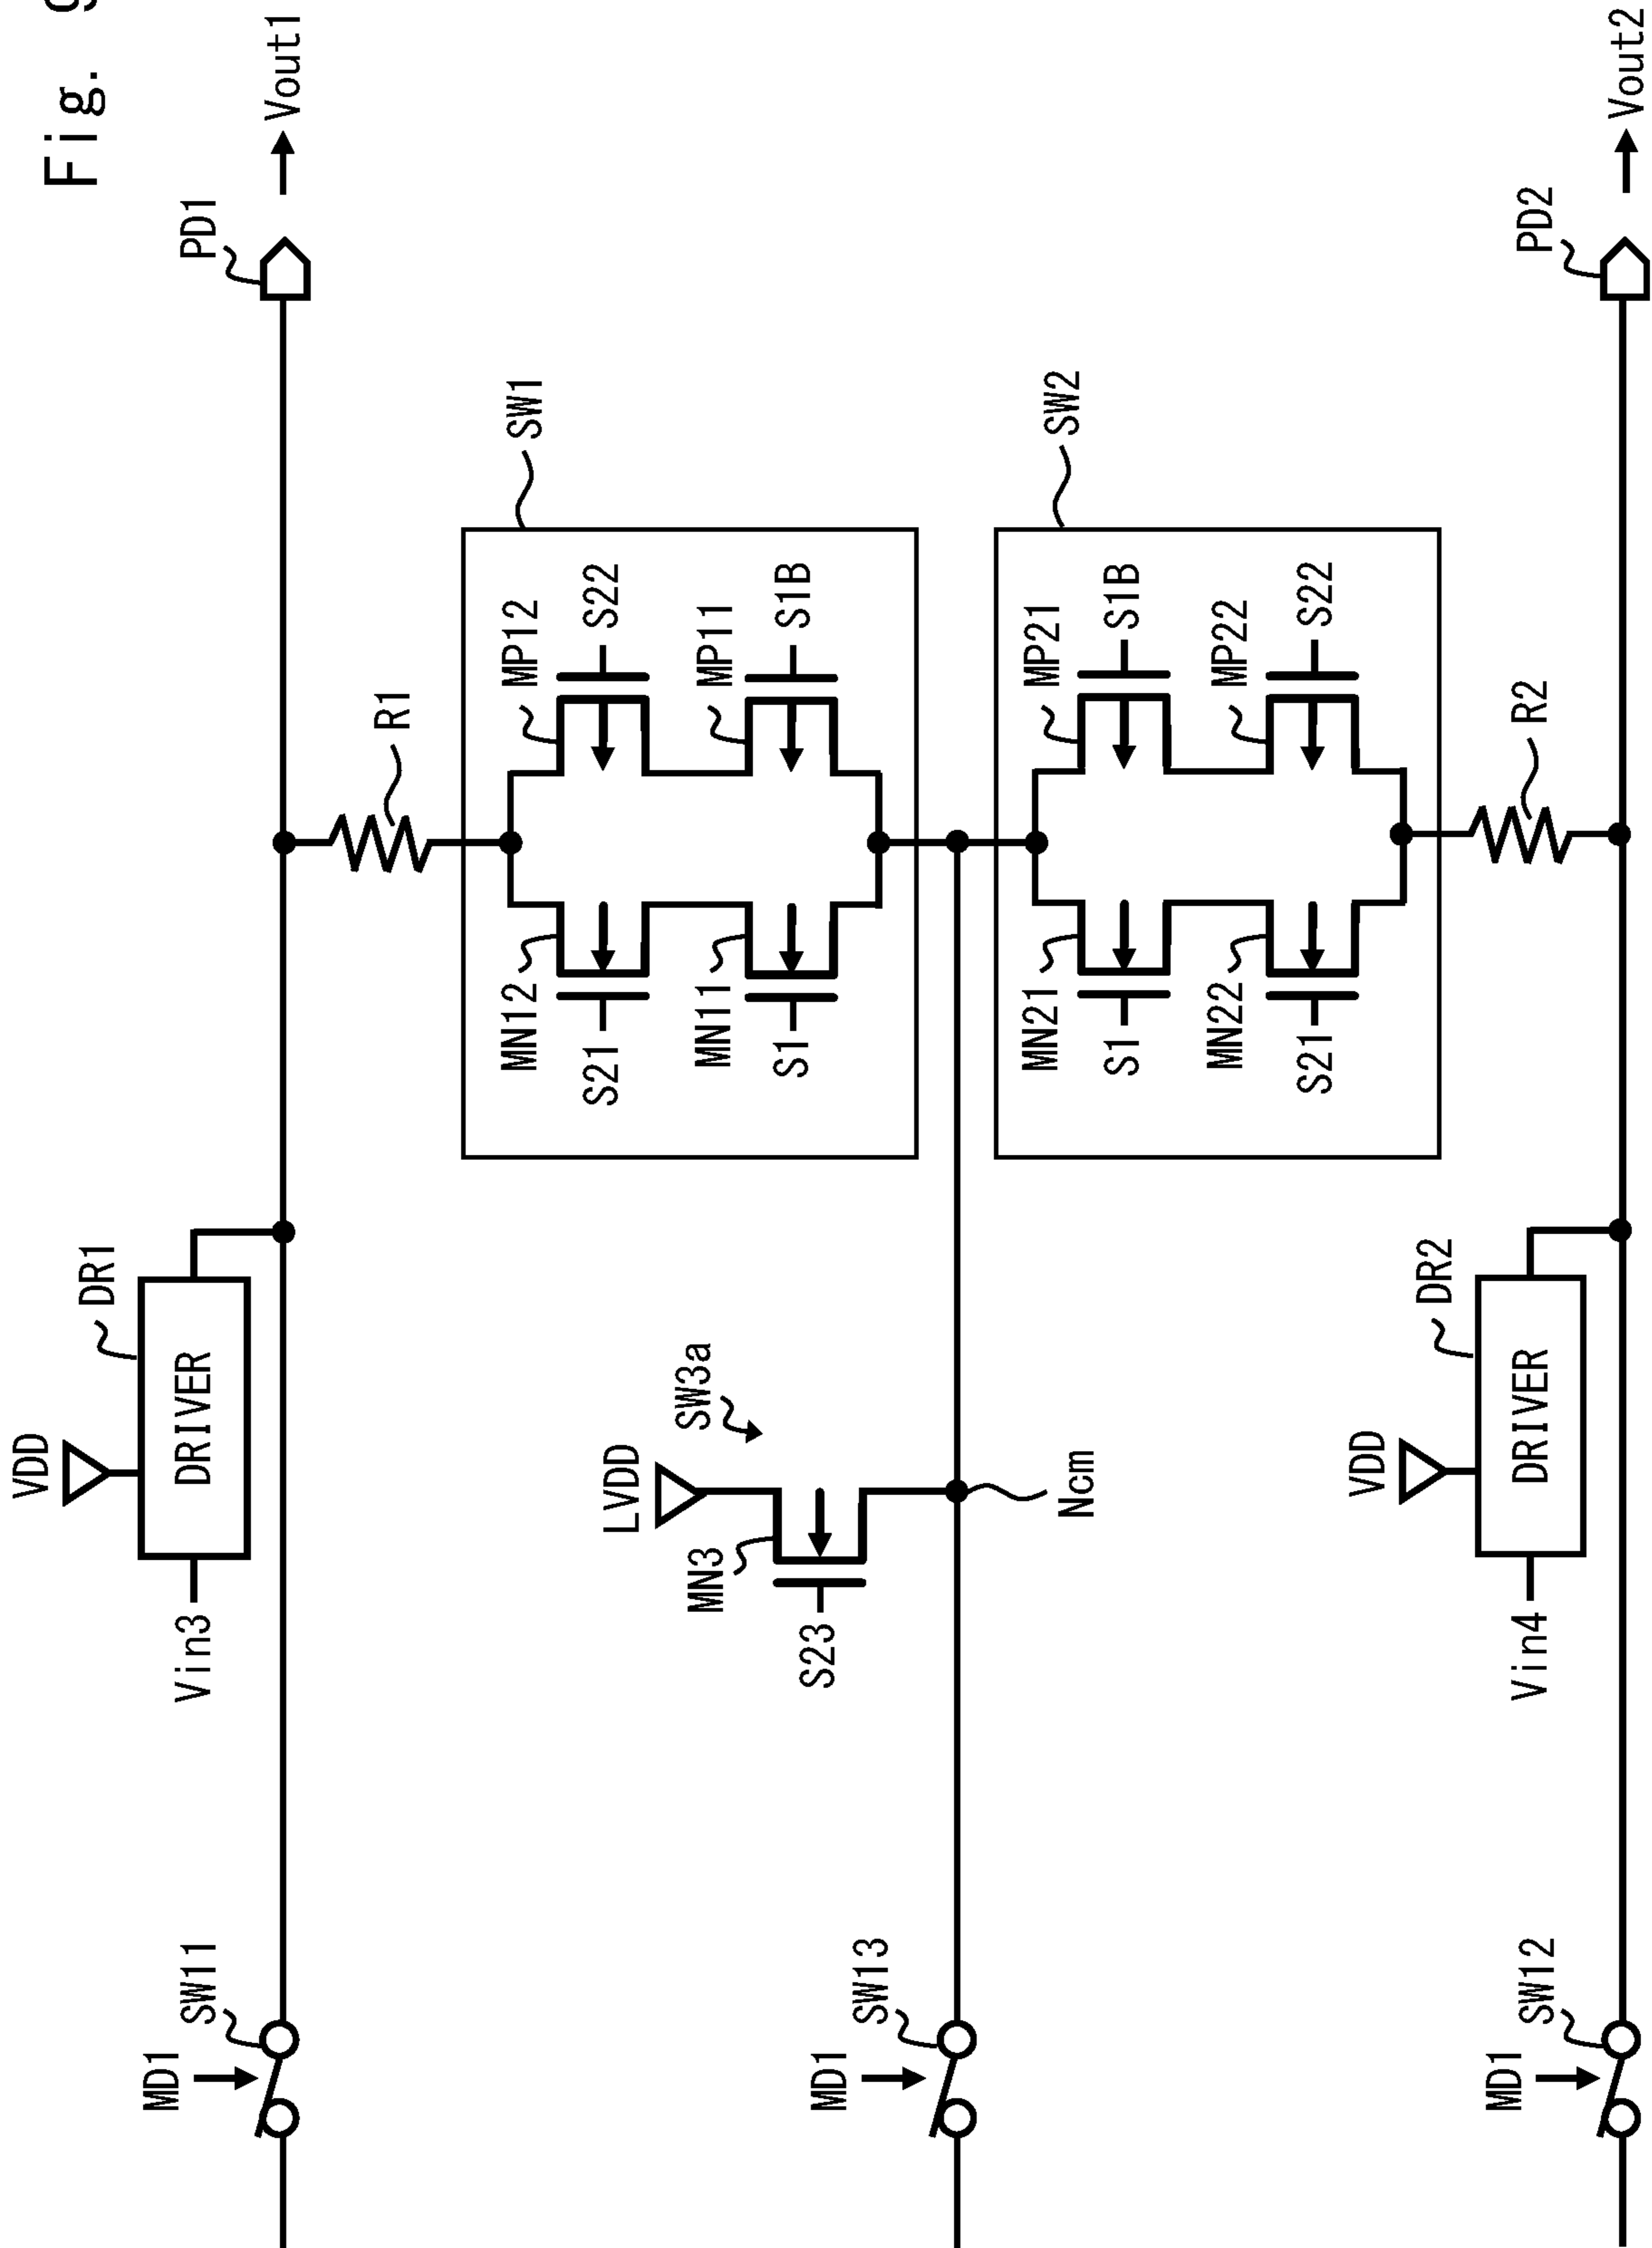 Fig. 9
VDD
DR1
Vin3
DRIVER
MD1
SW11
PD1
Vout1
R1
SW1
MN12
MP12
S21
S22
MN11
MP11
S1
S1B
LVDD
SW3a
MN3
S23
Ncm
MD1
SW13
SW2
MN21
MP21
S1
S1B
MN22
MP22
S21
S22
R2
VDD
DR2
Vin4
DRIVER
MD1
SW12
PD2
Vout2